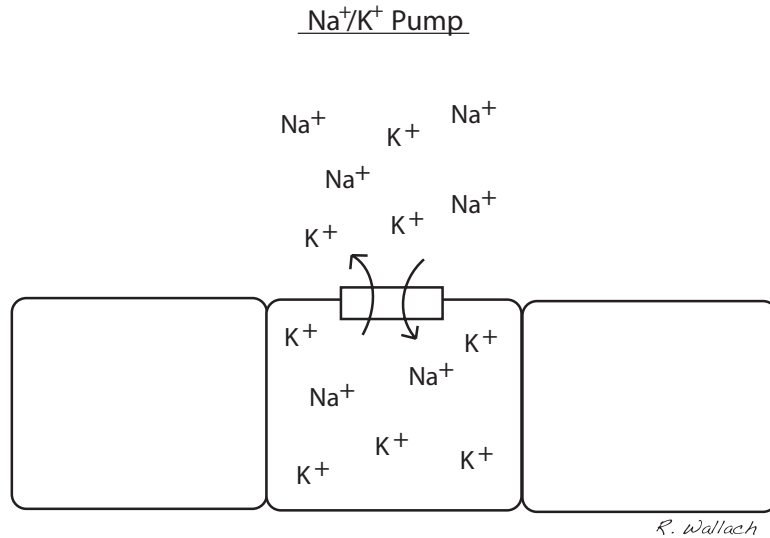 Na⁺/K⁺ Pump
Na⁺
K⁺
Na⁺
Na⁺
K⁺
K⁺
Na⁺
K⁺
K⁺
Na⁺
Na⁺
K⁺
K⁺
K⁺
R. Wallach